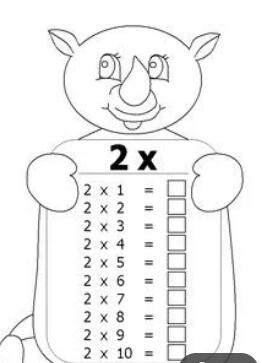 2 x
2 x 1 =
2 x 2 =
2 x 3 =
2 x 4 =
2 x 5 =
2 x 6 =
2 x 7 =
2 x 8 =
2 x 9 =
2 x 10 =